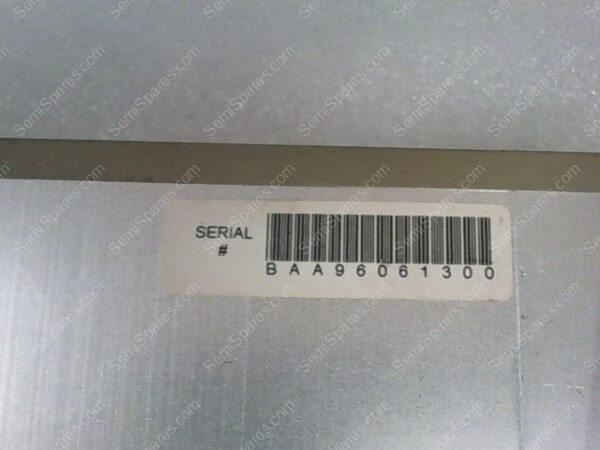 SERIAL
#
BAA96061300
SemiSpares.com